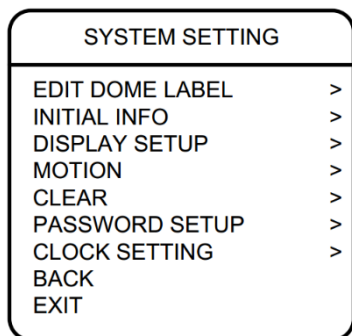 SYSTEM SETTING
EDIT DOME LABEL >
INITIAL INFO >
DISPLAY SETUP >
MOTION >
CLEAR >
PASSWORD SETUP >
CLOCK SETTING >
BACK
EXIT